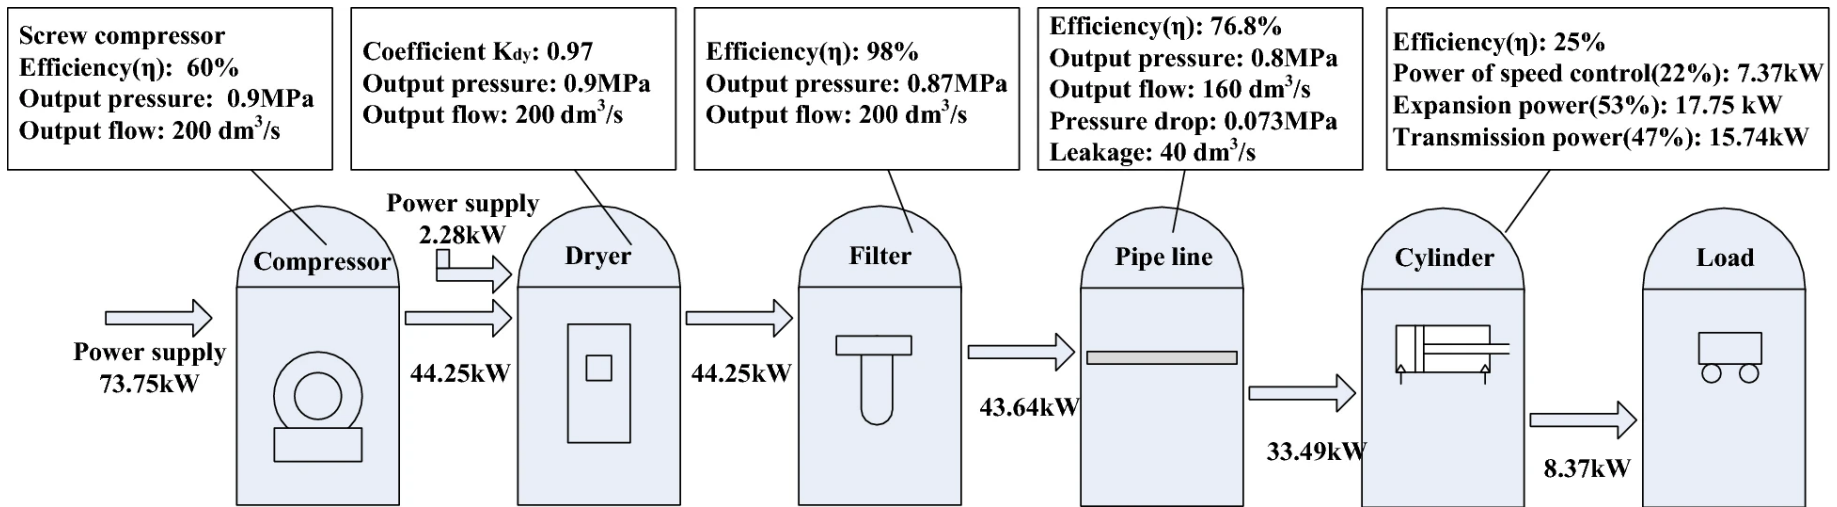 Screw compressor
Efficiency(η): 60%
Output pressure: 0.9MPa
Output flow: 200 dm³/s
Coefficient Kdy: 0.97
Output pressure: 0.9MPa
Output flow: 200 dm³/s
Efficiency(η): 98%
Output pressure: 0.87MPa
Output flow: 200 dm³/s
Efficiency(η): 76.8%
Output pressure: 0.8MPa
Output flow: 160 dm³/s
Pressure drop: 0.073MPa
Leakage: 40 dm³/s
Efficiency(η): 25%
Power of speed control(22%): 7.37kW
Expansion power(53%): 17.75 kW
Transmission power(47%): 15.74kW
Power supply
73.75kW
Compressor
44.25kW
Power supply
2.28kW
Dryer
44.25kW
Filter
43.64kW
Pipe line
33.49kW
Cylinder
8.37kW
Load